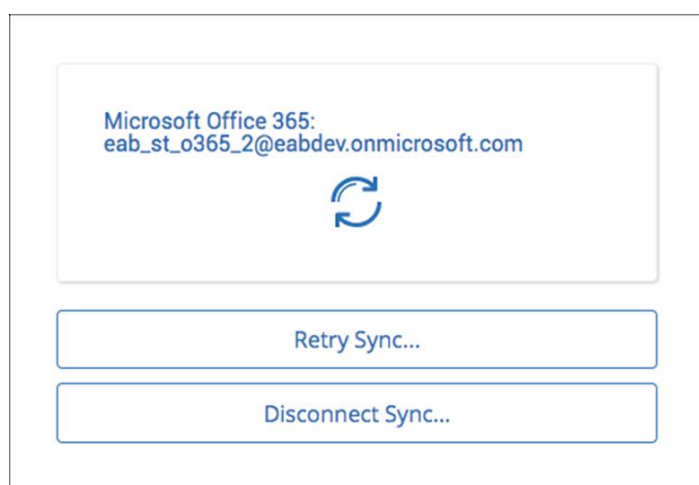 Microsoft Office 365:
eab_st_o365_2@eabdev.onmicrosoft.com
Retry Sync...
Disconnect Sync...